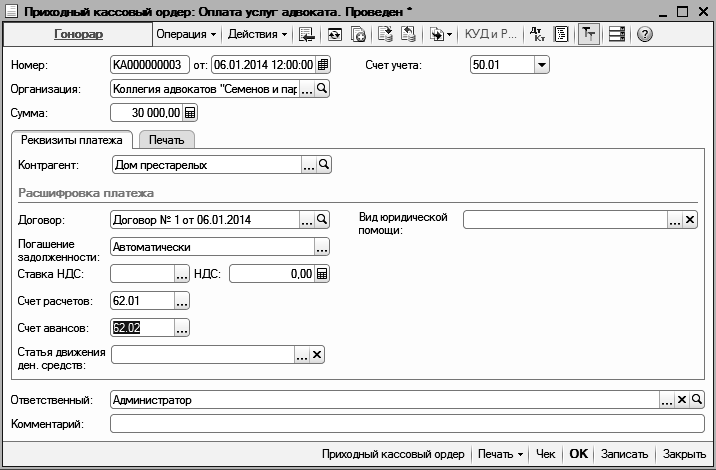 Приходный кассовый ордер: Оплата услуг адвоката. Проведен *
Гонорар Операция Действия КУД и Р... Дт Кт
Номер: КА000000003 от: 06.01.2014 12:00:00 Счет учета: 50.01
Организация: Коллегия адвокатов "Семенов и пар ...
Сумма: 30 000,00
Реквизиты платежа Печать
Контрагент: Дом престарелых ...
Расшифровка платежа
Договор: Договор № 1 от 06.01.2014 ... Вид юридической помощи: ...
Погашение задолженности: Автоматически ...
Ставка НДС: ... НДС: 0,00
Счет расчетов: 62.01 ...
Счет авансов: 62.02 ...
Статья движения ден. средств: ...
Ответственный: Администратор ...
Комментарий:
Приходный кассовый ордер Печать Чек ОК Записать Закрыть